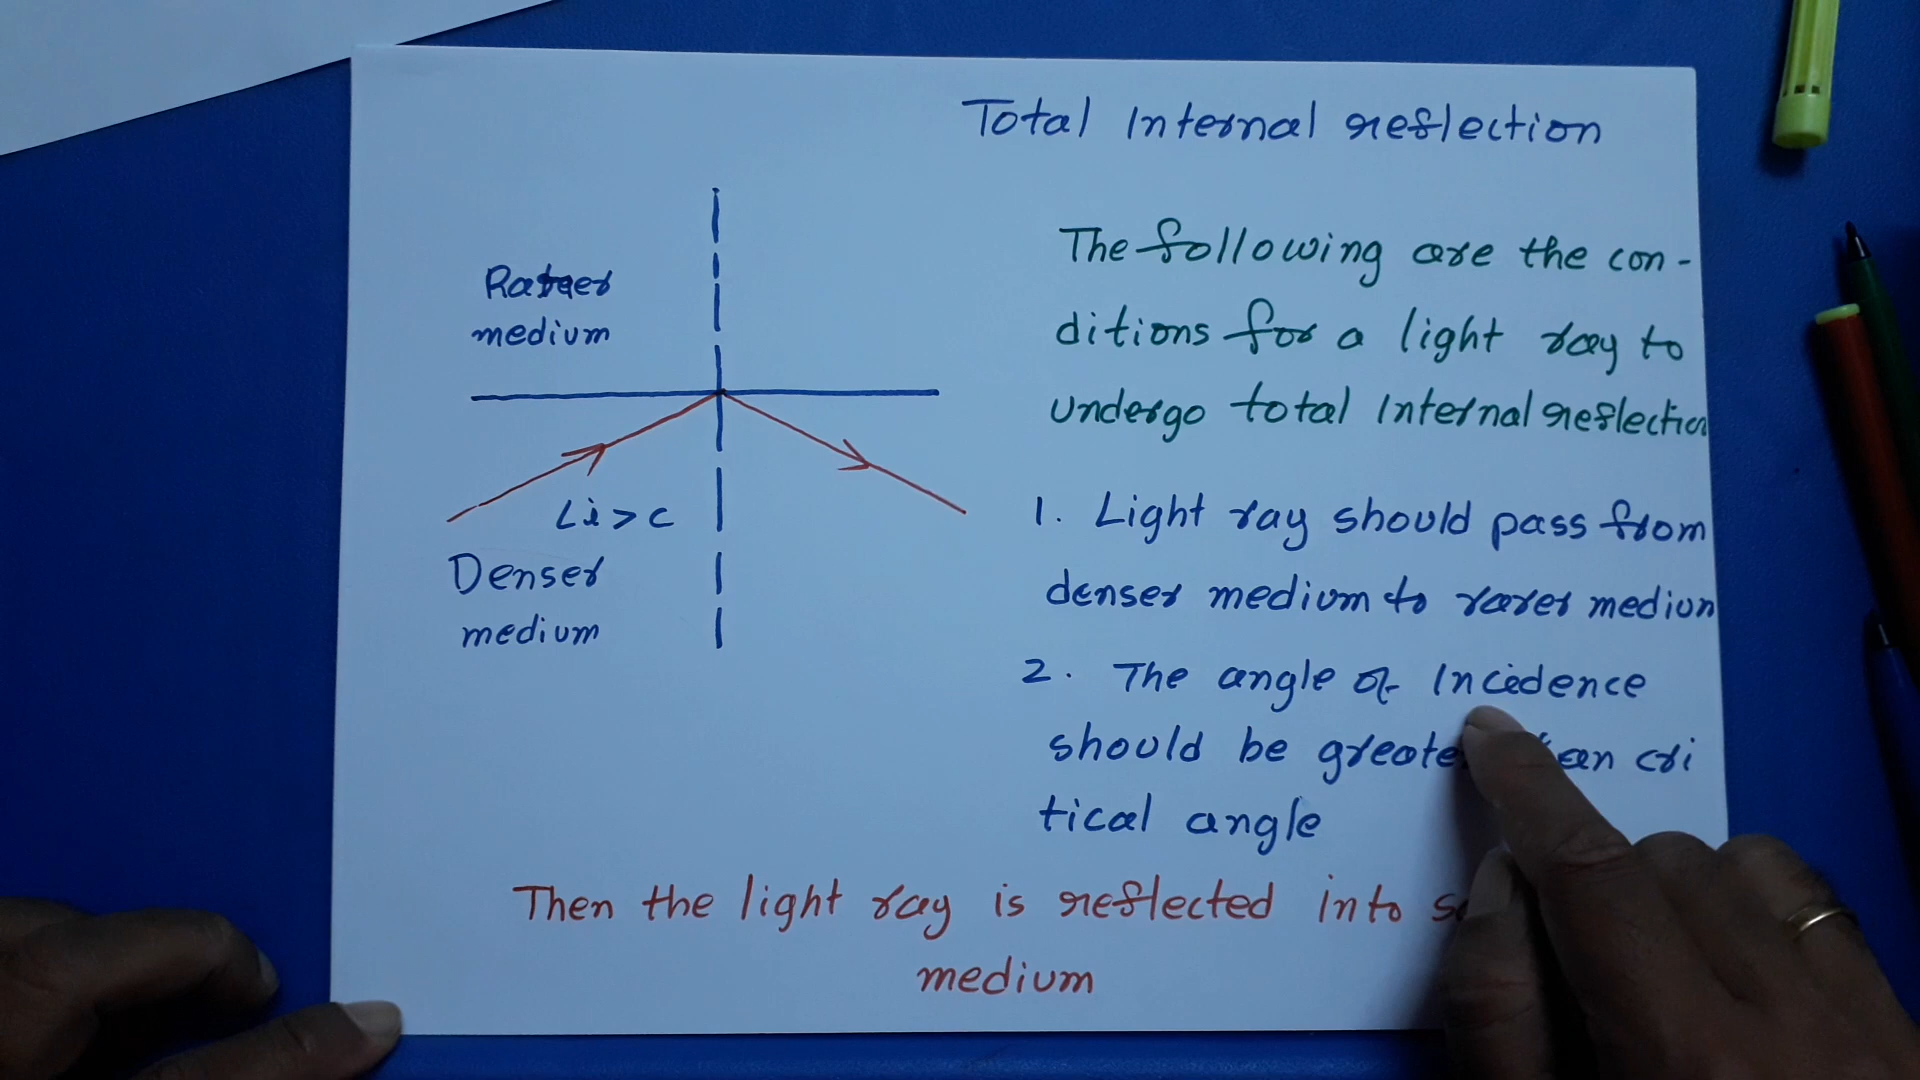 Total Internal reflection
medium
Li > c
Denser
medium
The following are the con-
ditions for a light ray to
undergo total Internal reflection
1. Light ray should pass from
denser medium to rarer medium
2. The angle of Incidence
should be cri
tical angle
Then the light ray is reflected into
medium